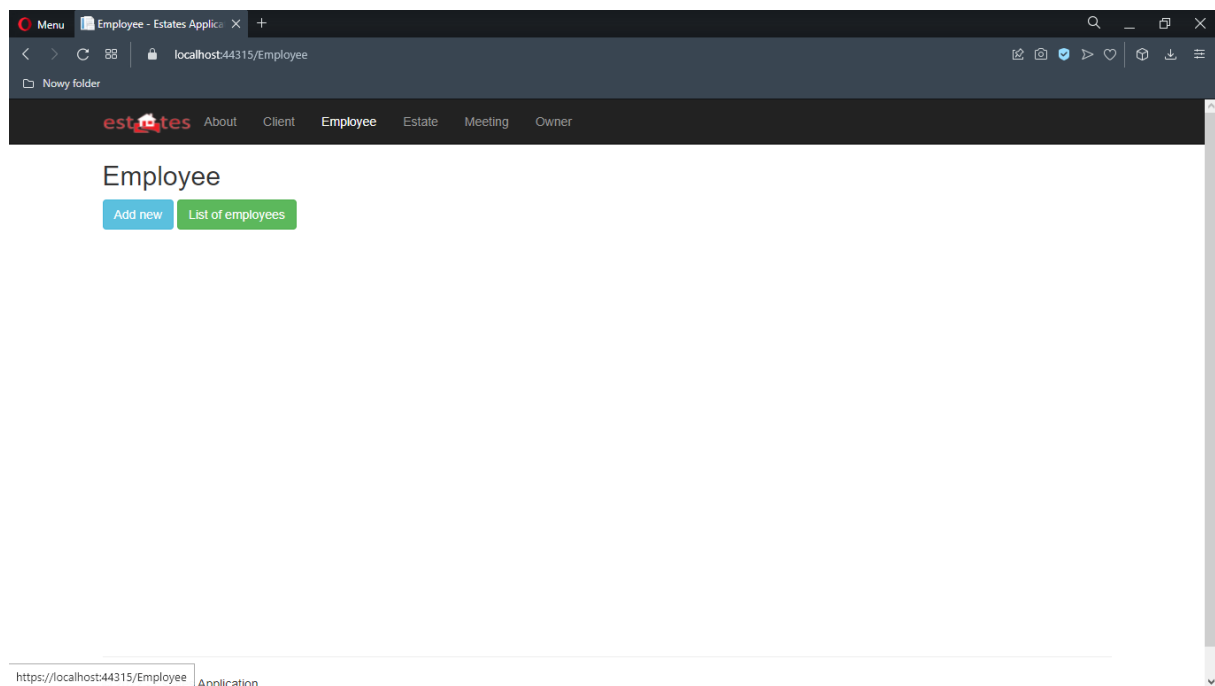 Menu Employee - Estates Applica
localhost:44315/Employee
Nowy folder
estates About Client Employee Estate Meeting Owner
Employee
Add new List of employees
https://localhost:44315/Employee Application